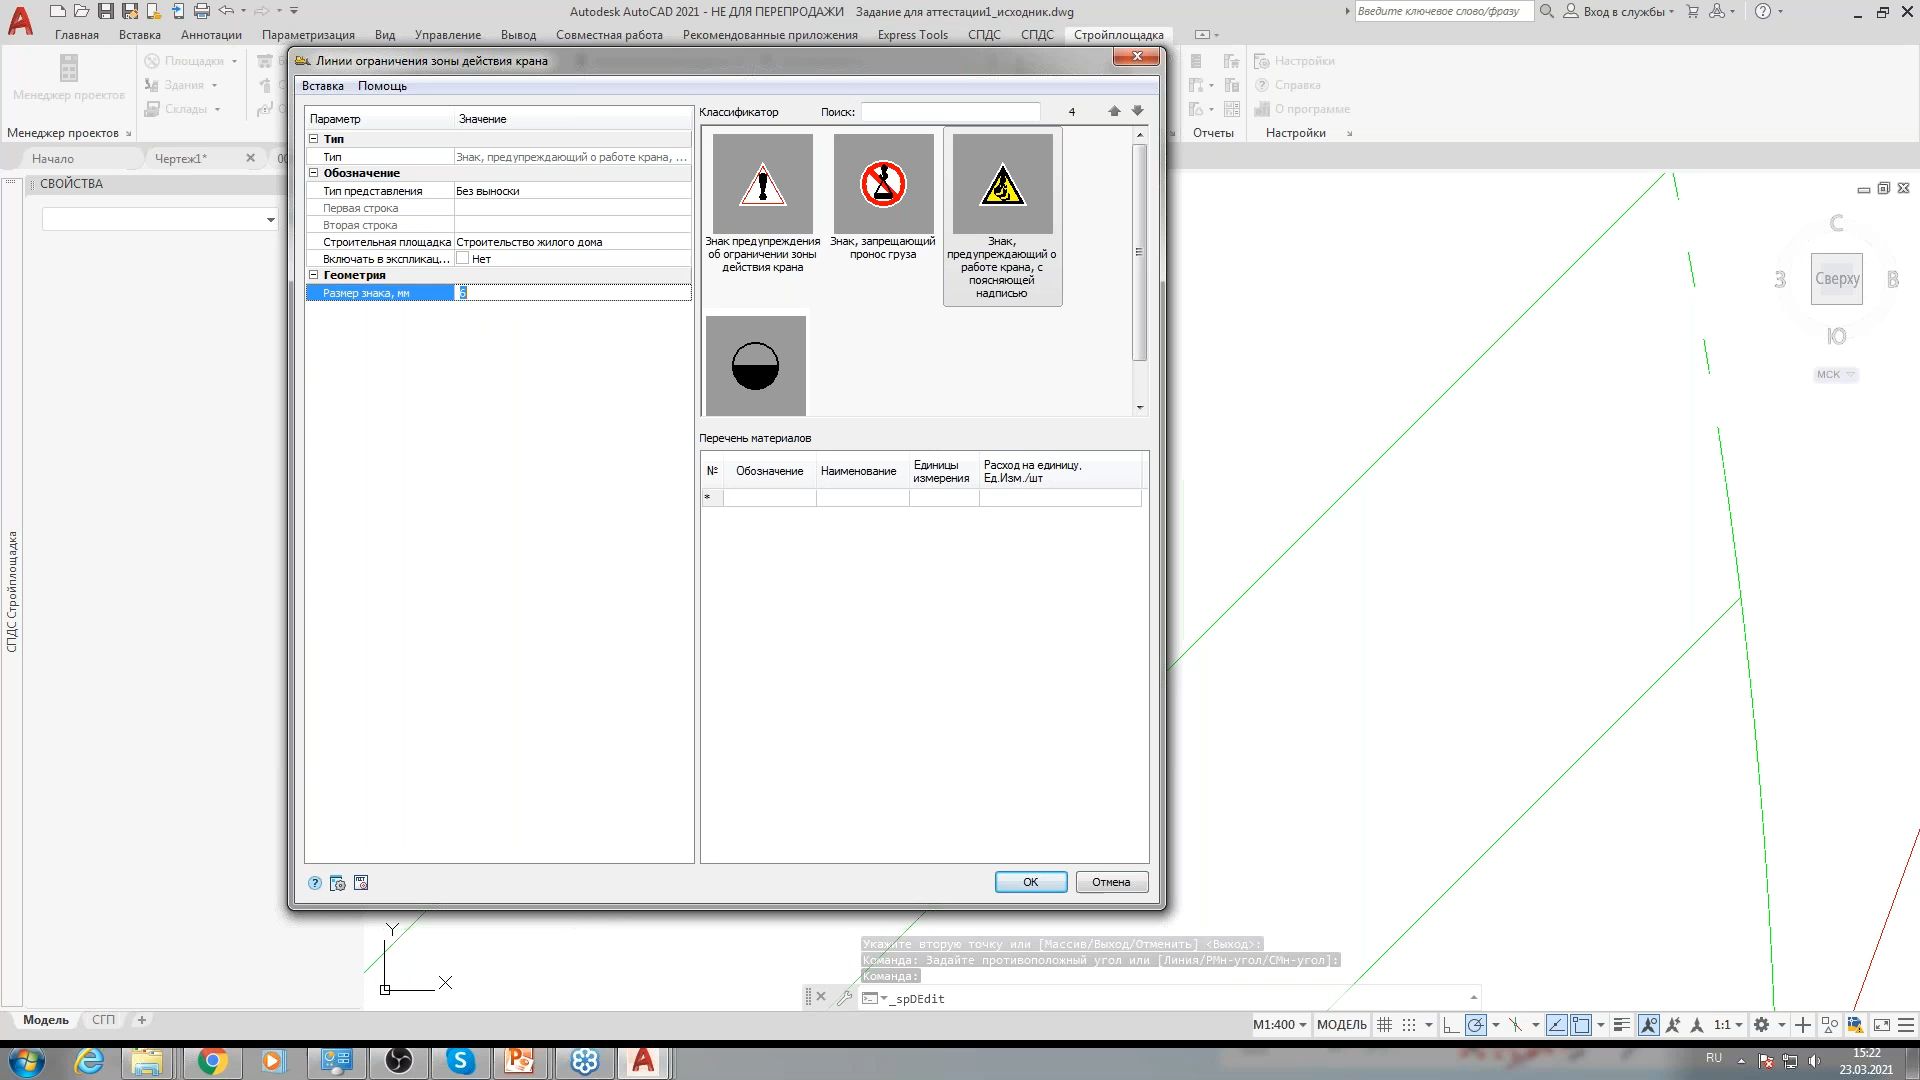 Autodesk AutoCAD 2021 - НЕ ДЛЯ ПЕРЕПРОДАЖИ Задание для аттестации1_исходник.dwg
Введите ключевое слово/фразу
Вход в службы
Главная Вставка Аннотации Параметризация Вид Управление Вывод Совместная работа Рекомендованные приложения Express Tools СПДС СПДС Стройплощадка
Менеджер проектов
Площадки
Здания
Склады
Менеджер проектов
Настройки
Справка
О программе
Отчеты
Настройки
Начало
Чертеж1*
СВОЙСТВА
СПДС Стройплощадка
Линии ограничения зоны действия крана
Вставка Помощь
Параметр Значение
Тип
Тип Знак, предупреждающий о работе крана, ...
Обозначение
Тип представления Без выноски
Первая строка
Вторая строка
Строительная площадка Строительство жилого дома
Включать в экспликац... Нет
Геометрия
Размер знака, мм 6
Классификатор Поиск: 4
Знак предупреждения об ограничении зоны действия крана
Знак, запрещающий пронос груза
Знак, предупреждающий о работе крана, с поясняющей надписью
Перечень материалов
№ Обозначение Наименование Единицы измерения Расход на единицу, Ед.Изм./шт
*
OK Отмена
С
З Сверху В
Ю
МСК
Y
X
Укажите вторую точку или [Массив/Выход/Отменить] <Выход>:
Команда: Задайте противоположный угол или [Линия/РМн-угол/СМн-угол]:
Команда:
_spDEdit
Модель СГП +
М1:400 МОДЕЛЬ 1:1
RU
15:22
23.03.2021